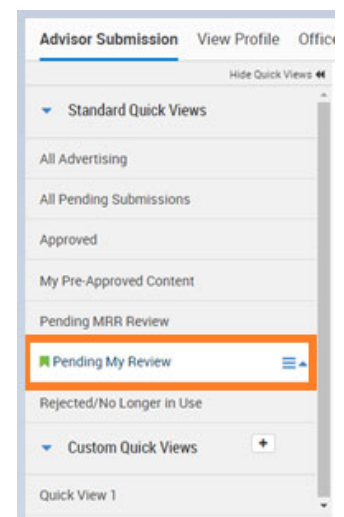 Advisor Submission View Profile Office
Hide Quick Views
Standard Quick Views
All Advertising
All Pending Submissions
Approved
My Pre-Approved Content
Pending MRR Review
Pending My Review
Rejected/No Longer in Use
Custom Quick Views +
Quick View 1